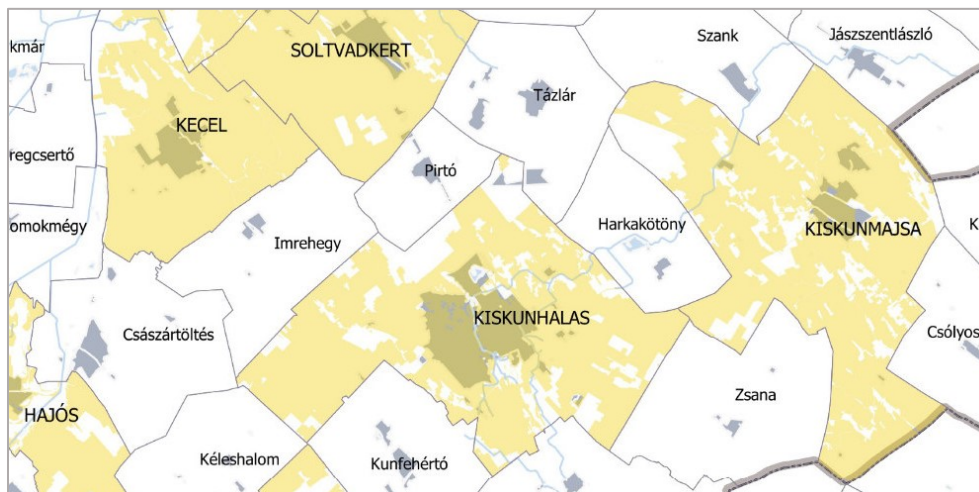 SOLTVADKERT
Szank
Jászszentlászló
kmár
Tázlár
KECEL
regcsertő
Pirtó
omokmégy
Imrehegy
Harkakötöny
KISKUNMAJSA
K
KISKUNHALAS
Császártöltés
Csólyos
Zsana
HAJÓS
Kéleshalom
Kunfehértó